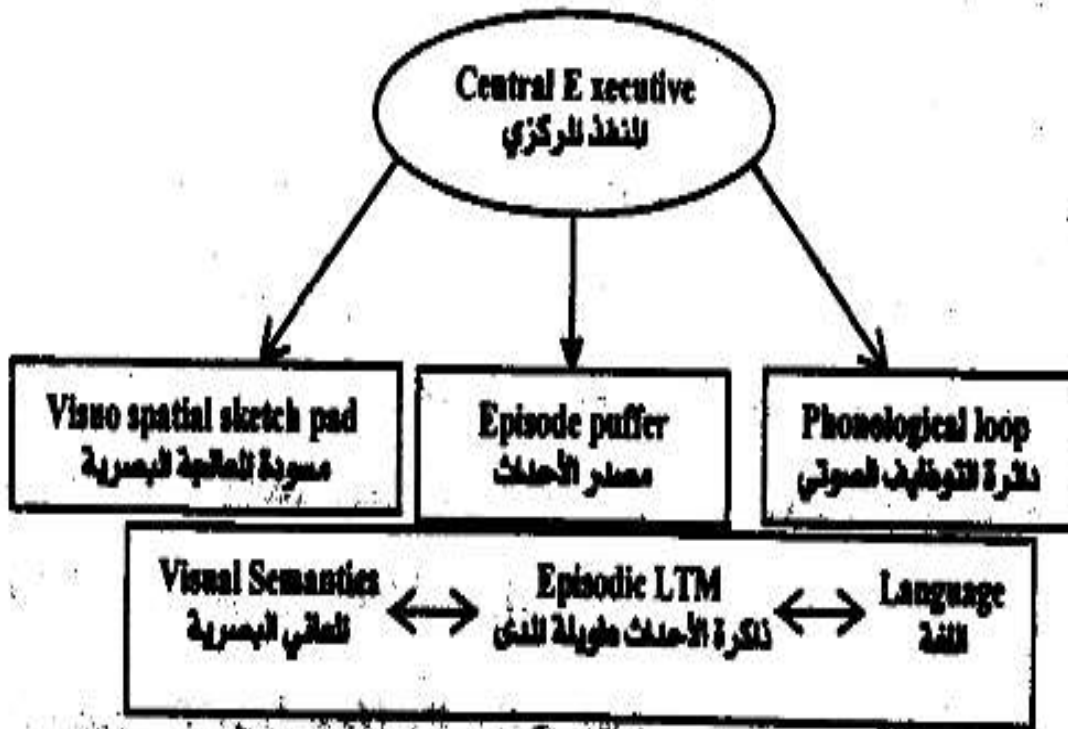 Central E xecutive
المنفذ المركزي
Visuo spatial sketch pad
مسودة المعالجة البصرية
Episode puffer
مصدر الأحداث
Phonological loop
دائرة التوظيف الصوتي
Visual Semantics
المعاني البصرية
Episodic LTM
ذاكرة الأحداث طويلة المدى
Language
اللغة